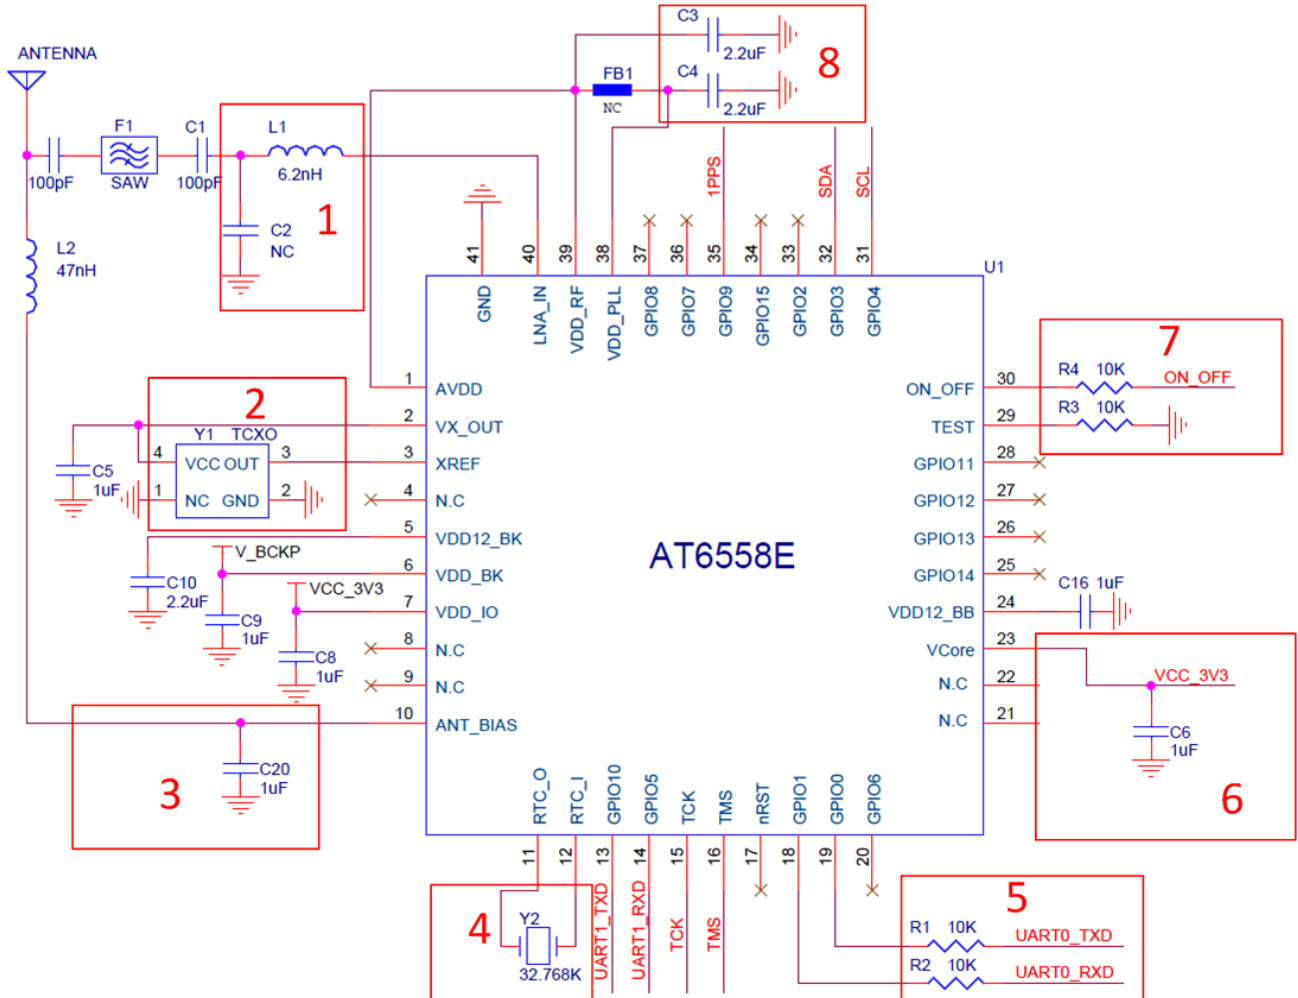 C3
2.2uF
8
ANTENNA
FB1
NC
C4
2.2uF
F1
SAW
100pF
C1
100pF
L1
6.2nH
C2
NC
1
L2
47nH
1PPS
SDA
SCL
41
40
39
38
37
36
35
34
33
32
31
U1
GND
LNA_IN
VDD_RF
VDD_PLL
GPIO8
GPIO7
GPIO9
GPIO15
GPIO2
GPIO3
GPIO4
1
AVDD
2
VX_OUT
3
XREF
4
N.C
5
VDD12_BK
6
VDD_BK
7
VDD_IO
8
N.C
9
N.C
10
ANT_BIAS
2
Y1 TCXO
4
VCC OUT
3
1
NC GND
2
C5
1uF
V_BCKP
C10
2.2uF
VCC_3V3
C9
1uF
C8
1uF
3
C20
1uF
AT6558E
ON_OFF
30
TEST
29
GPIO11
28
GPIO12
27
GPIO13
26
GPIO14
25
VDD12_BB
24
VCore
23
N.C
22
N.C
21
7
R4 10K
ON_OFF
R3 10K
C16 1uF
VCC_3V3
C6
1uF
6
RTC_O
RTC_I
GPIO10
GPIO5
TCK
TMS
nRST
GPIO1
GPIO0
GPIO6
11
12
13
14
15
16
17
18
19
20
4
Y2
32.768K
UART1_TXD
UART1_RXD
TCK
TMS
5
R1 10K
UART0_TXD
R2 10K
UART0_RXD